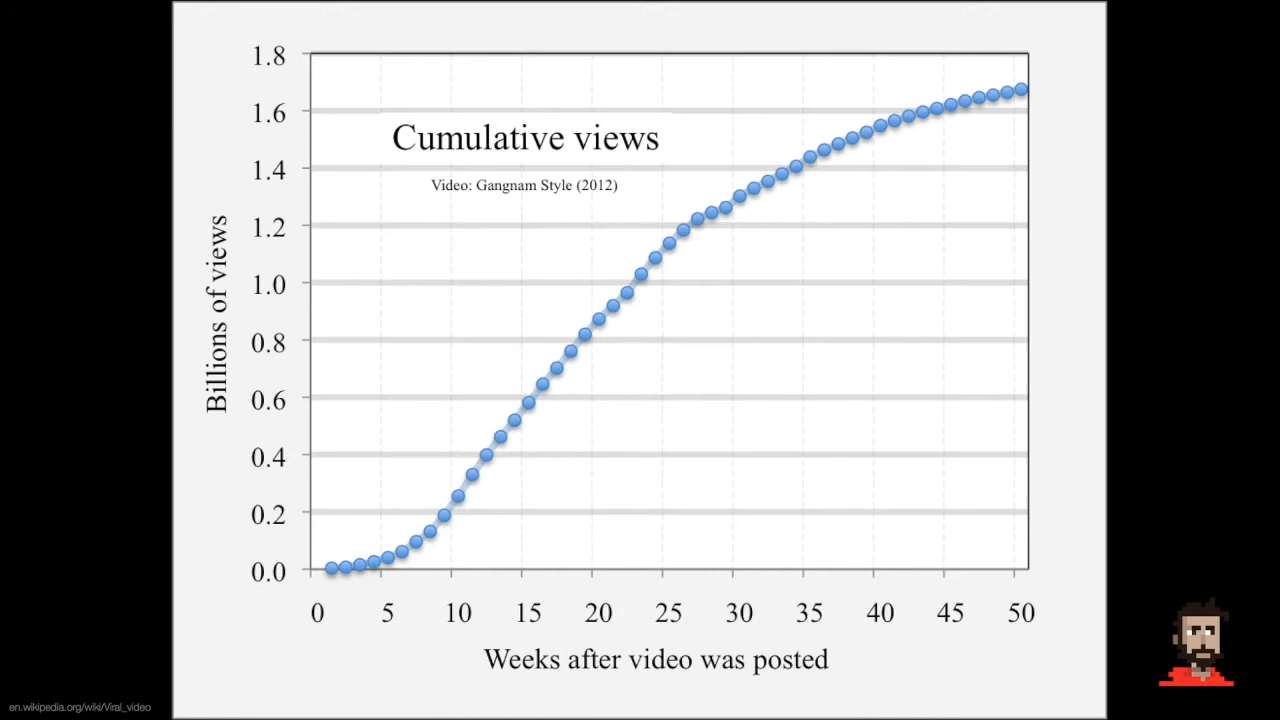 1.8
1.6
1.4
1.2
1.0
0.8
0.6
0.4
0.2
0.0
Billions of views
Cumulative views
Video: Gangnam Style (2012)
0 5 10 15 20 25 30 35 40 45 50
Weeks after video was posted
en.wikipedia.org/wiki/Viral_video